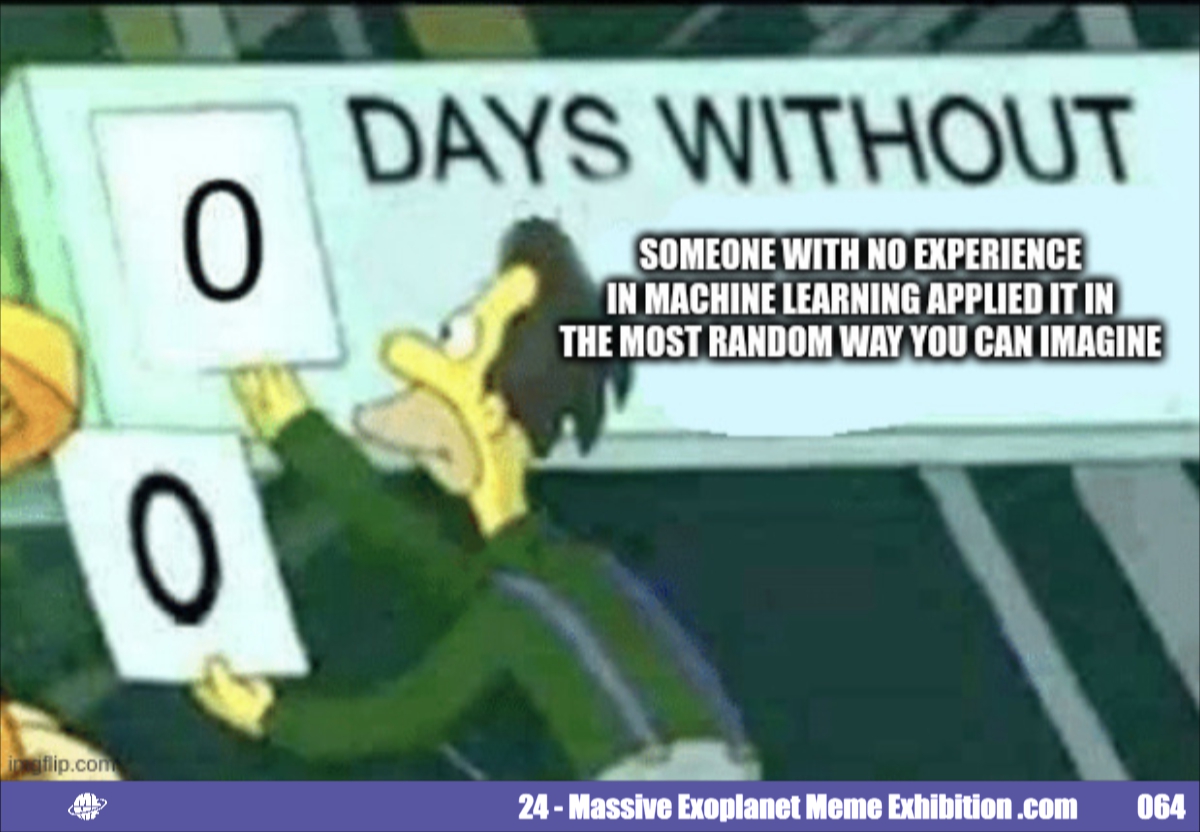 0 DAYS WITHOUT
SOMEONE WITH NO EXPERIENCE
IN MACHINE LEARNING APPLIED IT IN
THE MOST RANDOM WAY YOU CAN IMAGINE
0
imgflip.com
24 - Massive Exoplanet Meme Exhibition .com 064